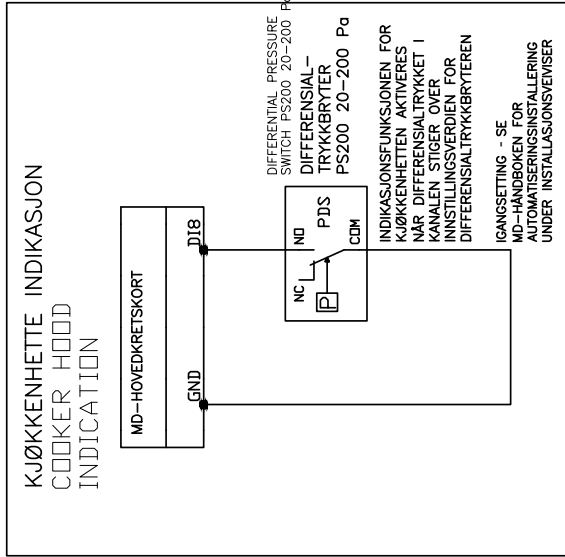 KJØKKENHETTE INDIKASJON
COOKER HOOD
INDICATION
MD-HOVEDKRETSKORT
GND
DI8
DIFFERENTIAL PRESSURE
SWITCH PS200 20-200 Pa
DIFFERENSIAL-
TRYKKBRYTER
PS200 20-200 Pa
NC
NO
P
PDS
COM
INDIKASJONSFUNKSJONEN FOR
KJØKKENHETTEN AKTIVERES
NÅR DIFFERENSIALTRYKKET I
KANALEN STIGER OVER
INNSTILLINGSVERDIEN FOR
DIFFERENSIALTRYKKBRYTEREN
IGANGSETTING - SE
MD-HÅNDBOKEN FOR
AUTOMATISERINGSINSTALLERING
UNDER INSTALLASJONSVEIVISER